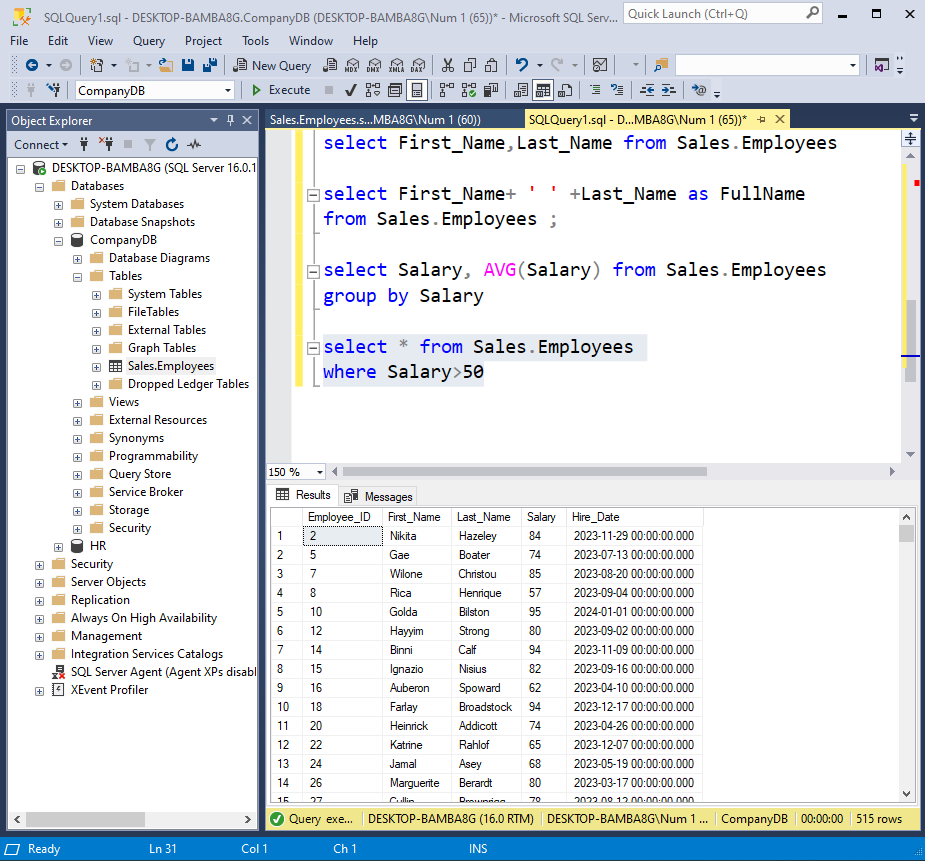 SQLQuery1.sql - DESKTOP-BAMBA8G.CompanyDB (DESKTOP-BAMBA8G\Num 1 (65))* - Microsoft SQL Serv...
Quick Launch (Ctrl+Q)
File Edit View Query Project Tools Window Help
New Query MDX DMX XMLA DAX
CompanyDB Execute
Object Explorer
Connect
DESKTOP-BAMBA8G (SQL Server 16.0.1
Databases
System Databases
Database Snapshots
CompanyDB
Database Diagrams
Tables
System Tables
FileTables
External Tables
Graph Tables
Sales.Employees
Dropped Ledger Tables
Views
External Resources
Synonyms
Programmability
Query Store
Service Broker
Storage
Security
HR
Security
Server Objects
Replication
Always On High Availability
Management
Integration Services Catalogs
SQL Server Agent (Agent XPs disabl
XEvent Profiler
Sales.Employees.s...MBA8G\Num 1 (60))
SQLQuery1.sql - D...MBA8G\Num 1 (65))*
select First_Name,Last_Name from Sales.Employees
select First_Name+ ' ' +Last_Name as FullName
from Sales.Employees ;
select Salary, AVG(Salary) from Sales.Employees
group by Salary
select * from Sales.Employees
where Salary>50
150 %
Results Messages
Employee_ID First_Name Last_Name Salary Hire_Date
1 2 Nikita Hazeley 84 2023-11-29 00:00:00.000
2 5 Gae Boater 74 2023-07-13 00:00:00.000
3 7 Wilone Christou 85 2023-08-20 00:00:00.000
4 8 Rica Henrique 57 2023-09-04 00:00:00.000
5 10 Golda Bilston 95 2024-01-01 00:00:00.000
6 12 Hayyim Strong 80 2023-09-02 00:00:00.000
7 14 Binni Calf 94 2023-11-09 00:00:00.000
8 15 Ignazio Nisius 82 2023-09-16 00:00:00.000
9 16 Auberon Spoward 62 2023-04-10 00:00:00.000
10 18 Farlay Broadstock 94 2023-12-17 00:00:00.000
11 20 Heinrick Addicott 74 2023-04-26 00:00:00.000
12 22 Katrine Rahlof 65 2023-12-07 00:00:00.000
13 24 Jamal Asey 68 2023-05-19 00:00:00.000
14 26 Marguerite Berardt 80 2023-03-17 00:00:00.000
15 27 Cullin Brownrigg 78 2023-08-12 00:00:00.000
Query exe... DESKTOP-BAMBA8G (16.0 RTM) DESKTOP-BAMBA8G\Num 1 ... CompanyDB 00:00:00 515 rows
Ready Ln 31 Col 1 Ch 1 INS